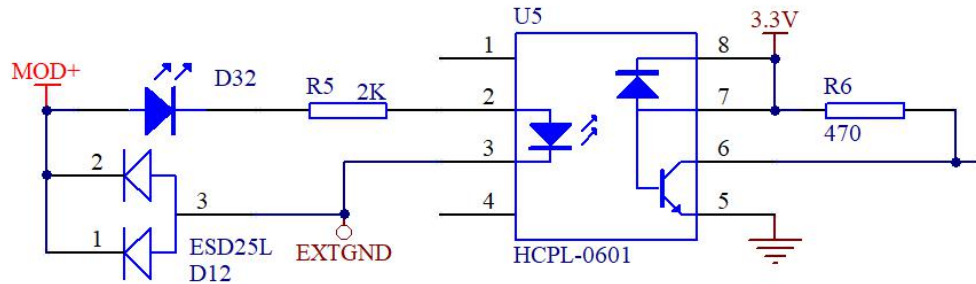 U5
3.3V
MOD+
D32
R5
2K
R6
470
1
2
3
4
8
7
6
5
2
1
3
ESD25L
D12
EXTGND
HCPL-0601